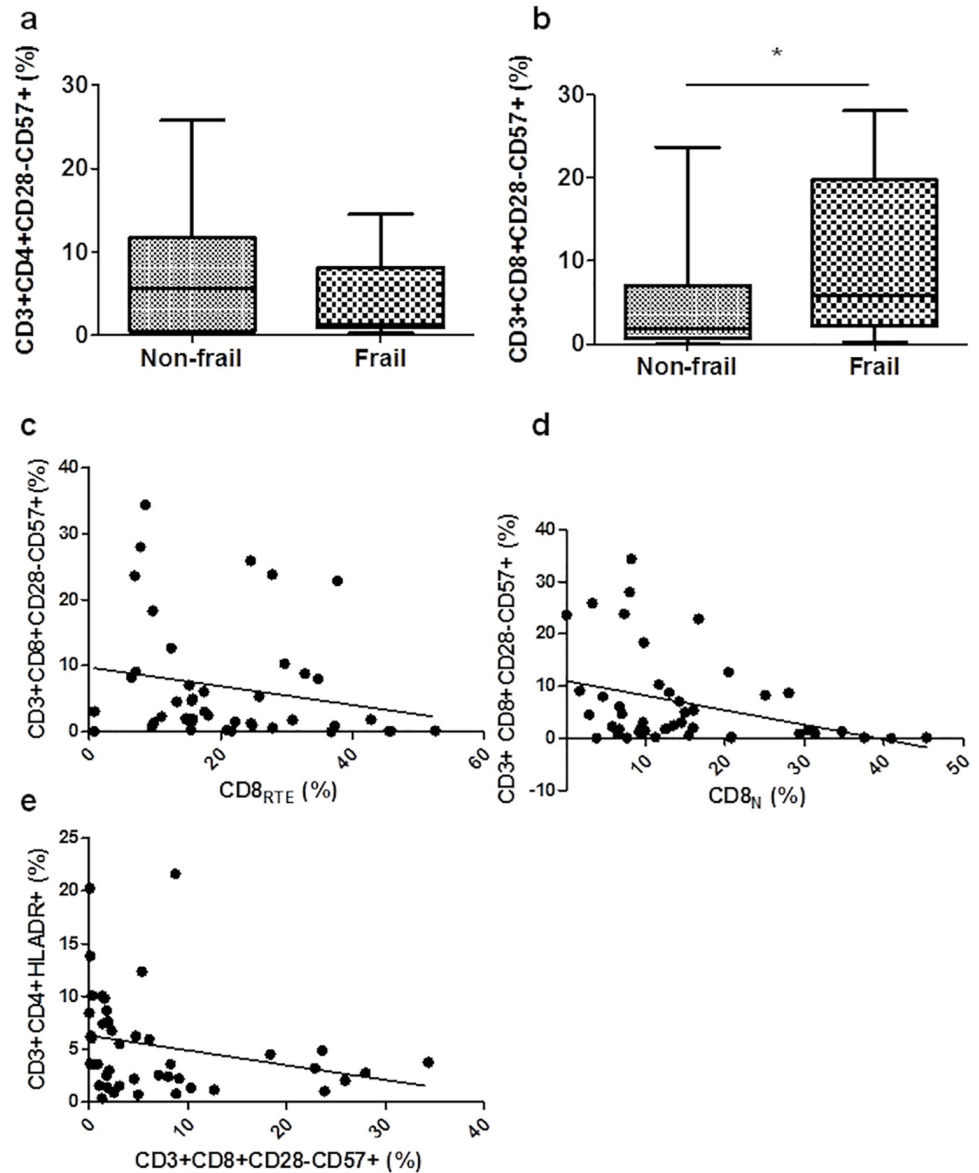 a
CD3+CD4+CD28-CD57+ (%)
30
20
10
0
Non-frail Frail
b
CD3+CD8+CD28-CD57+ (%)
*
30
20
10
0
Non-frail Frail
c
CD3+CD8+CD28-CD57+(%)
40
30
20
10
0
0 20 40 60
CD8RTE (%)
d
CD3+ CD8+ CD28-CD57+ (%)
40
30
20
10
0
-10
10 20 30 40 50
CD8N (%)
e
CD3+CD4+HLADR+ (%)
25
20
15
10
5
0
0 10 20 30 40
CD3+CD8+CD28-CD57+ (%)